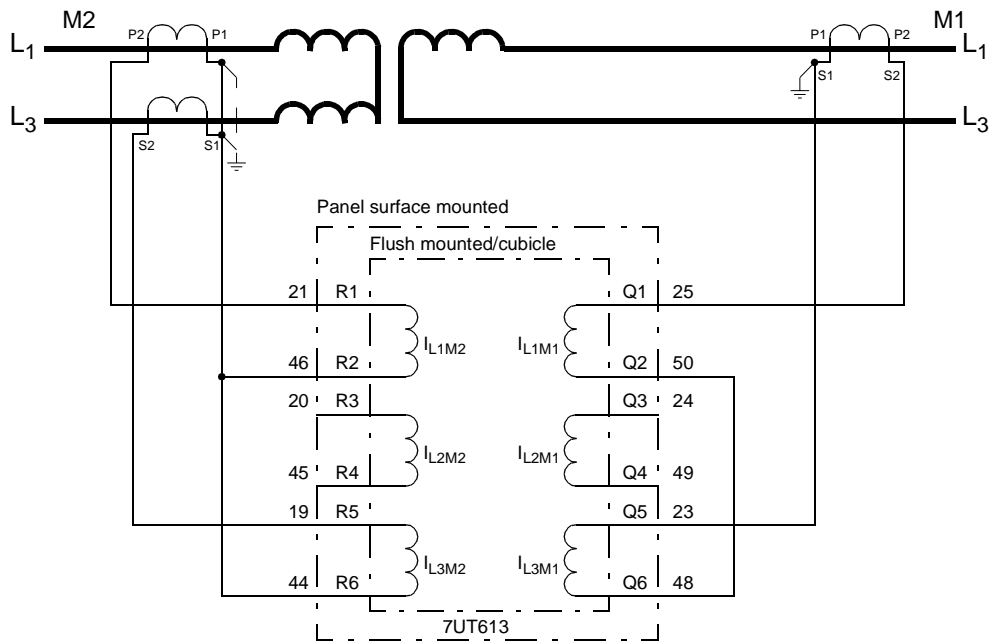 M2 M1
L1 P2 P1 P1 P2 L1
S1 S2
L3 L3
S2 S1
Panel surface mounted
Flush mounted/cubicle
21 R1 Q1 25
IL1M2 IL1M1
46 R2 Q2 50
20 R3 Q3 24
IL2M2 IL2M1
45 R4 Q4 49
19 R5 Q5 23
IL3M2 IL3M1
44 R6 Q6 48
7UT613